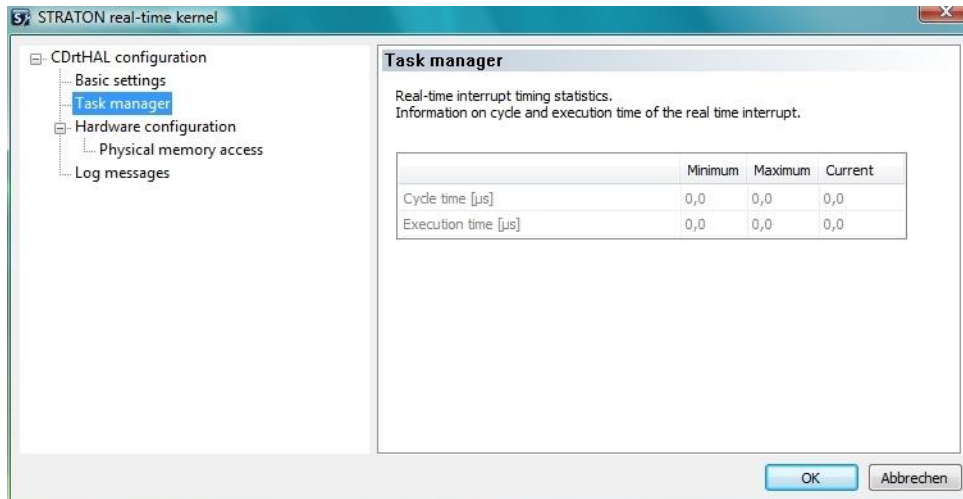 STRATON real-time kernel
CDrtHAL configuration
Basic settings
Task manager
Hardware configuration
Physical memory access
Log messages
Task manager
Real-time interrupt timing statistics.
Information on cycle and execution time of the real time interrupt.
Minimum Maximum Current
Cycle time [µs] 0,0 0,0 0,0
Execution time [µs] 0,0 0,0 0,0
OK Abbrechen